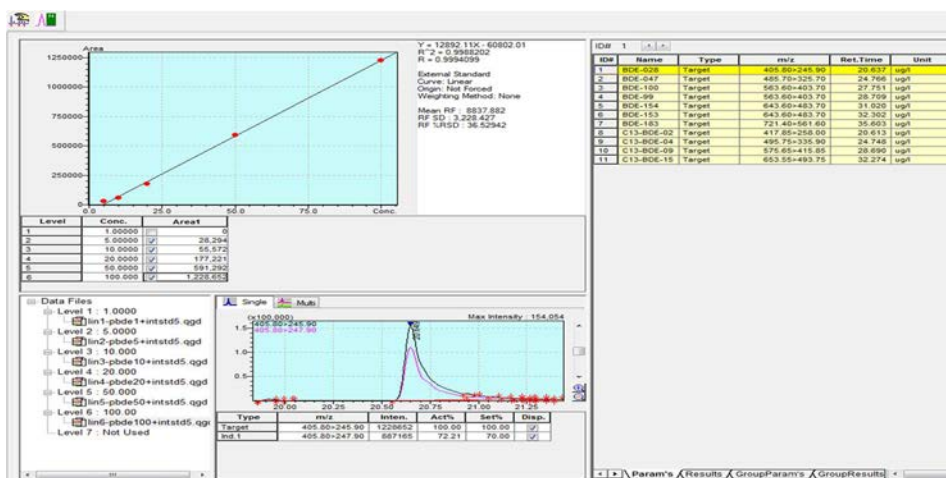 Area
1250000
1000000
750000
500000
250000
0
0.0 25.0 50.0 75.0 Conc.
Y = 12892.11X - 60802.01
R^2 = 0.9988202
R = 0.9994099
External Standard
Curve: Linear
Origin: Not Forced
Weighting Method: None
Mean RF : 8837.882
RF SD : 3,228.427
RF %RSD : 36.52942
Level Conc. Area1
1 1.00000 0
2 5.00000 28,294
3 10.0000 55,572
4 20.0000 177,221
5 50.0000 591,292
6 100.000 1,228,652
Data Files
Level 1 : 1.0000
lin1-pbde1+intstd5.qgd
Level 2 : 5.0000
lin2-pbde5+intstd5.qgd
Level 3 : 10.000
lin3-pbde10+intstd5.qgd
Level 4 : 20.000
lin4-pbde20+intstd5.qgd
Level 5 : 50.000
lin5-pbde50+intstd5.qgd
Level 6 : 100.00
lin6-pbde100+intstd5.qgd
Level 7 : Not Used
Single Multi
(x100,000) Max Intensity : 154,054
405.80>245.90
405.80>247.90
1.5
1.0
0.5
20.00 20.25 20.50 20.75 21.00 21.25
Type m/z Inten. Act% Set% Disp.
Target 405.80>245.90 1228652 100.00 100.00
Ind.1 405.80>247.90 887165 72.21 70.00
ID# 1
ID# Name Type m/z Ret.Time Unit
1 BDE-028 Target 405.80>245.90 20.637 ug/l
2 BDE-047 Target 485.70>325.70 24.766 ug/l
3 BDE-100 Target 563.60>403.70 27.751 ug/l
4 BDE-99 Target 563.60>403.70 28.709 ug/l
5 BDE-154 Target 643.60>483.70 31.020 ug/l
6 BDE-153 Target 643.60>483.70 32.302 ug/l
7 BDE-183 Target 721.40>561.60 35.603 ug/l
8 C13-BDE-02 Target 417.85>258.00 20.613 ug/l
9 C13-BDE-04 Target 495.75>335.90 24.748 ug/l
10 C13-BDE-09 Target 575.65>415.85 28.690 ug/l
11 C13-BDE-15 Target 653.55>493.75 32.274 ug/l
Param's Results GroupParam's GroupResults